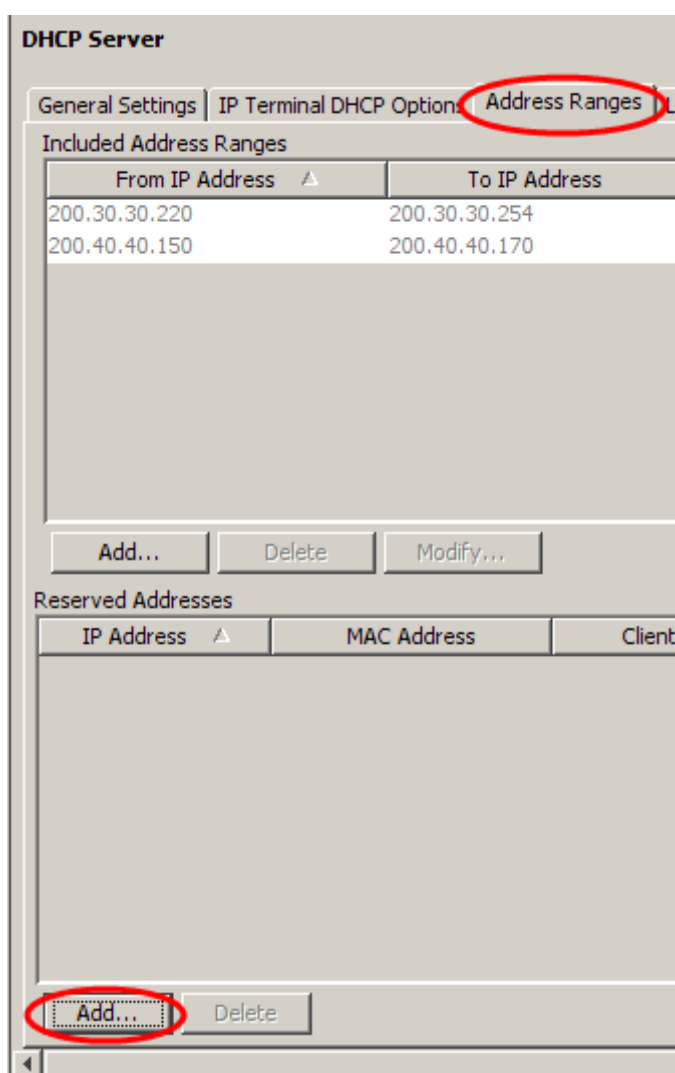 DHCP Server
General Settings IP Terminal DHCP Options Address Ranges L
Included Address Ranges
From IP Address To IP Address
200.30.30.220 200.30.30.254
200.40.40.150 200.40.40.170
Add... Delete Modify...
Reserved Addresses
IP Address MAC Address Client
Add... Delete